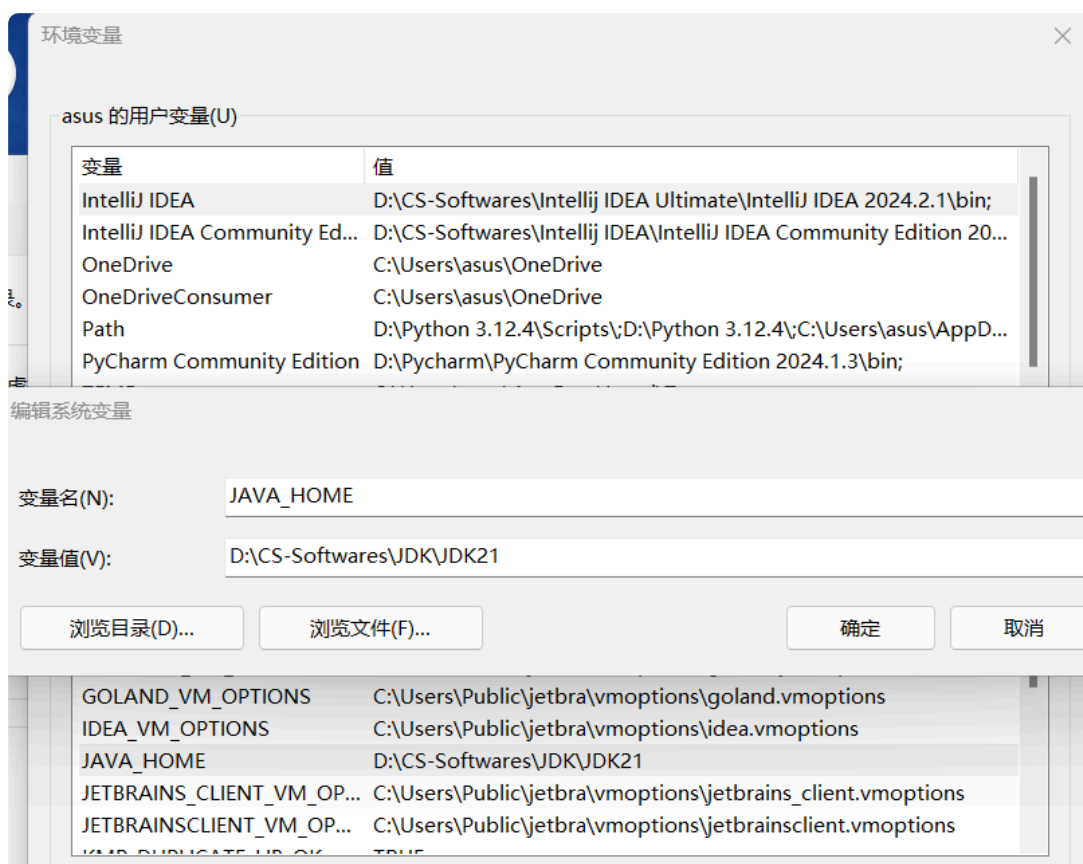 环境变量
asus 的用户变量(U)
变量 值
IntelliJ IDEA D:\CS-Softwares\Intellij IDEA Ultimate\IntelliJ IDEA 2024.2.1\bin;
IntelliJ IDEA Community Ed... D:\CS-Softwares\Intellij IDEA\IntelliJ IDEA Community Edition 20...
OneDrive C:\Users\asus\OneDrive
OneDriveConsumer C:\Users\asus\OneDrive
Path D:\Python 3.12.4\Scripts\;D:\Python 3.12.4\;C:\Users\asus\AppD...
PyCharm Community Edition D:\Pycharm\PyCharm Community Edition 2024.1.3\bin;
编辑系统变量
变量名(N): JAVA_HOME
变量值(V): D:\CS-Softwares\JDK\JDK21
浏览目录(D)... 浏览文件(F)... 确定 取消
GOLAND_VM_OPTIONS C:\Users\Public\jetbra\vmoptions\goland.vmoptions
IDEA_VM_OPTIONS C:\Users\Public\jetbra\vmoptions\idea.vmoptions
JAVA_HOME D:\CS-Softwares\JDK\JDK21
JETBRAINS_CLIENT_VM_OP... C:\Users\Public\jetbra\vmoptions\jetbrains_client.vmoptions
JETBRAINSCLIENT_VM_OP... C:\Users\Public\jetbra\vmoptions\jetbrainsclient.vmoptions